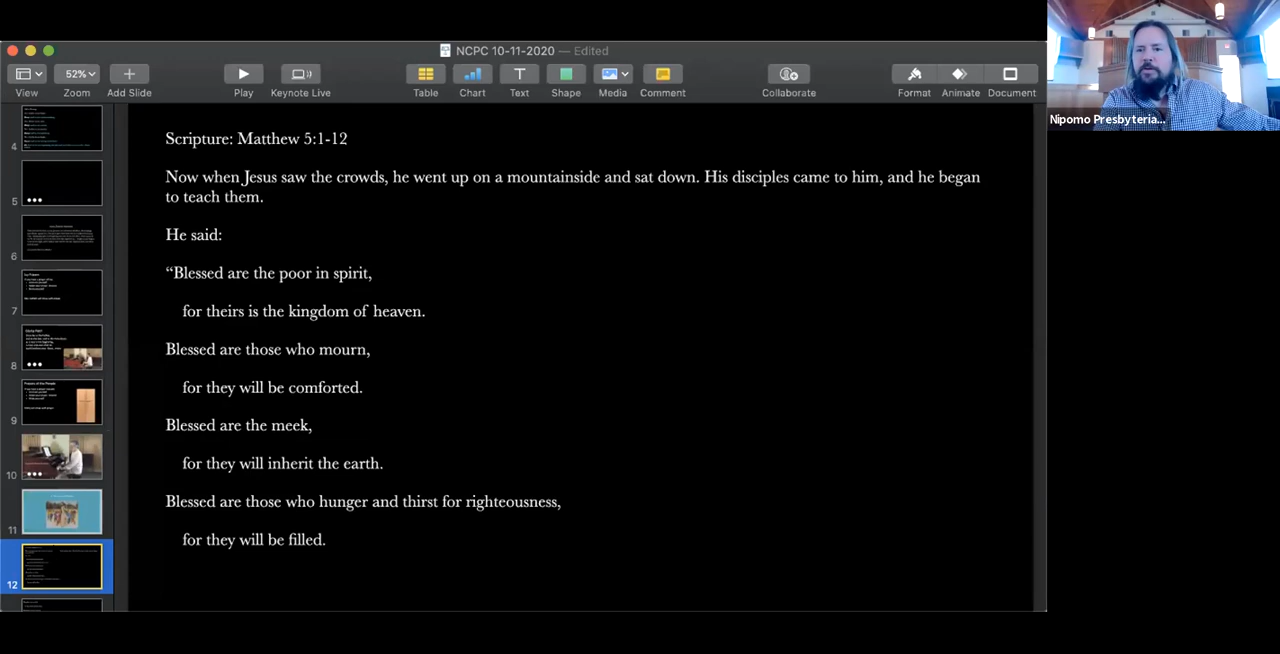 NCPC 10-11-2020 — Edited
52%
View
Zoom
Add Slide
Play
Keynote Live
Table
Chart
Text
Shape
Media
Comment
Collaborate
Format
Animate
Document
Nipomo Presbyteria...
4
5
6
7
8
9
10
11
12
Scripture: Matthew 5:1-12
Now when Jesus saw the crowds, he went up on a mountainside and sat down. His disciples came to him, and he began
to teach them.
He said:
“Blessed are the poor in spirit,
for theirs is the kingdom of heaven.
Blessed are those who mourn,
for they will be comforted.
Blessed are the meek,
for they will inherit the earth.
Blessed are those who hunger and thirst for righteousness,
for they will be filled.